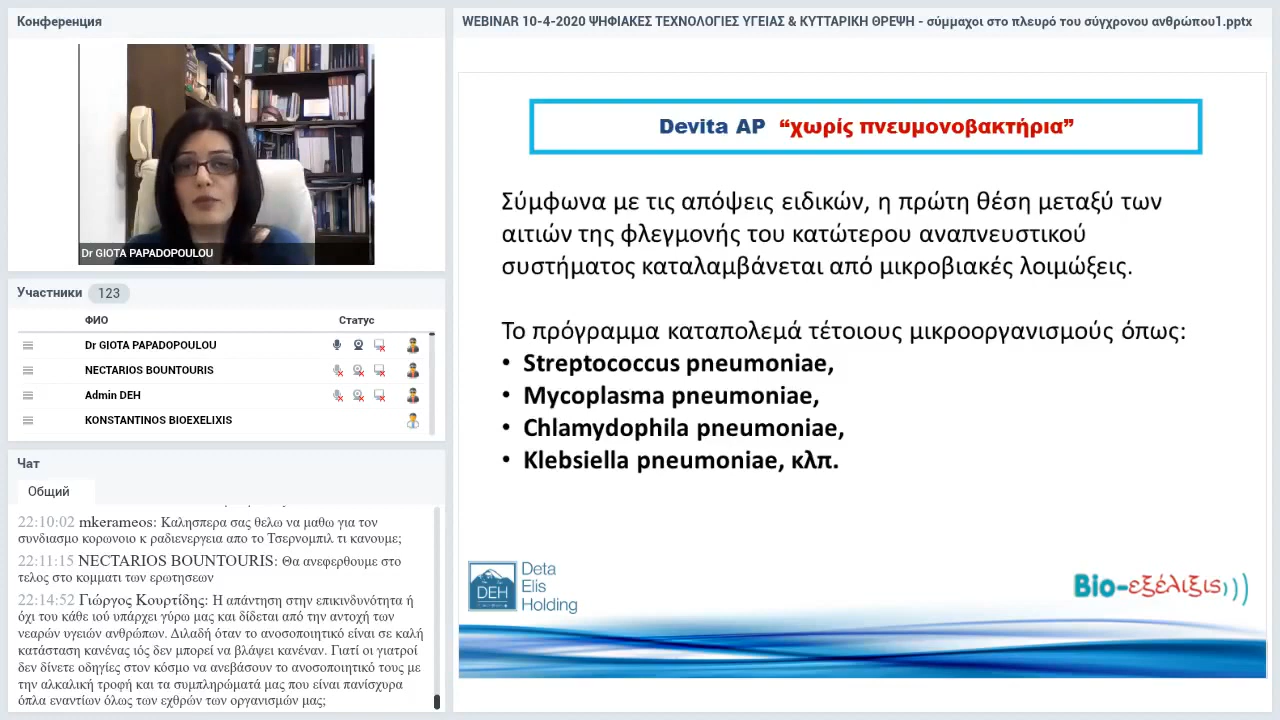 Конференция
Dr GIOTA PAPADOPOULOU
Участники 123
ФИО Статус
Dr GIOTA PAPADOPOULOU
NECTARIOS BOUNTOURIS
Admin DEH
KONSTANTINOS BIOEXELIXIS
Чат
Общий
22:10:02 mkerameos: Καλησπερα σας θελω να μαθω για τον
συνδιασμο κορωνοιο κ ραδιενεργεια απο το Τσερνομπιλ τι κανουμε;
22:11:15 NECTARIOS BOUNTOURIS: Θα ανεφερθουμε στο
τελος στο κομματι των ερωτησεων
22:14:52 Γιώργος Κουρτίδης: Η απάντηση στην επικινδυνότητα ή
όχι του κάθε ιού υπάρχει γύρω μας και δίδεται από την αντοχή των
νεαρών υγειών ανθρώπων. Διλαδή όταν το ανοσοποιητικό είναι σε καλή
κατάσταση κανένας ιός δεν μπορεί να βλάψει κανέναν. Γιατί οι γιατροί
δεν δίνετε οδηγίες στον κόσμο να ανεβάσουν το ανοσοποιητικό τους με
την αλκαλική τροφή και τα συμπληρώματά μας που είναι πανίσχυρα
όπλα εναντίων όλως των εχθρών των οργανισμών μας;
WEBINAR 10-4-2020 ΨΗΦΙΑΚΕΣ ΤΕΧΝΟΛΟΓΙΕΣ ΥΓΕΙΑΣ & ΚΥΤΤΑΡΙΚΗ ΘΡΕΨΗ - σύμμαχοι στο πλευρό του σύγχρονου ανθρώπου1.pptx
Devita AP “χωρίς πνευμονοβακτήρια”
Σύμφωνα με τις απόψεις ειδικών, η πρώτη θέση μεταξύ των
αιτιών της φλεγμονής του κατώτερου αναπνευστικού
συστήματος καταλαμβάνεται από μικροβιακές λοιμώξεις.
Το πρόγραμμα καταπολεμά τέτοιους μικροοργανισμούς όπως:
• Streptococcus pneumoniae,
• Mycoplasma pneumoniae,
• Chlamydophila pneumoniae,
• Klebsiella pneumoniae, κλπ.
DEH
Deta
Elis
Holding
Bio-εξέλιξις